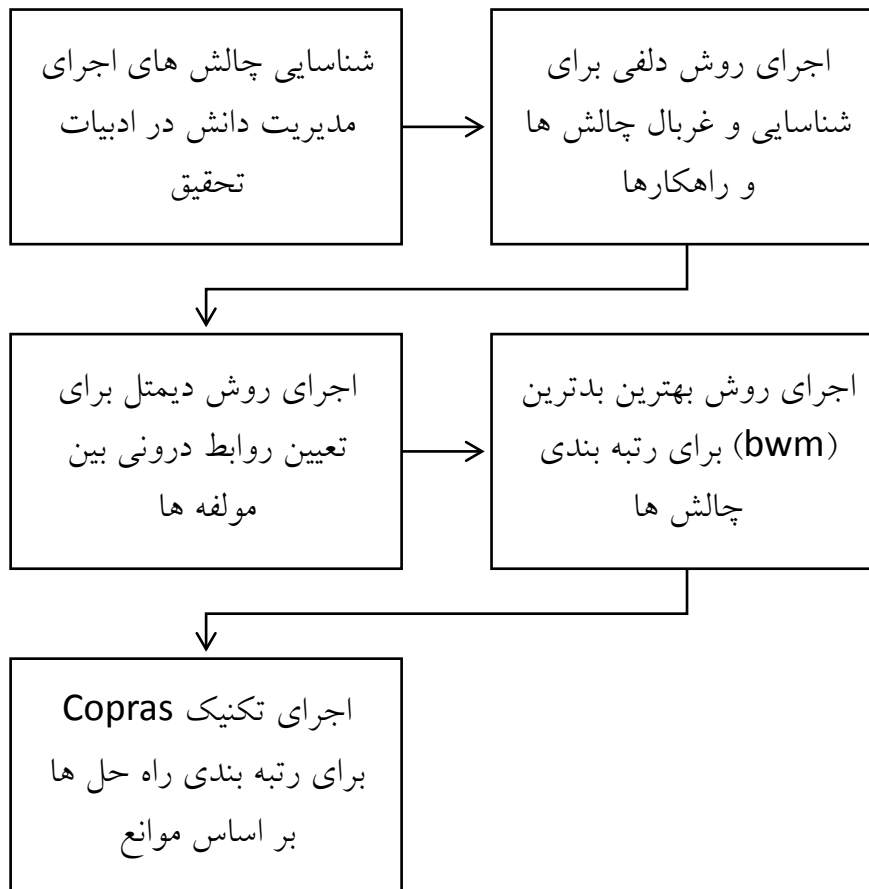 شناسایی چالش های اجرای
مدیریت دانش در ادبیات
تحقیق
اجرای روش دلفی برای
شناسایی و غربال چالش ها
و راهکارها
اجرای روش دیمتل برای
تعیین روابط درونی بین
مولفه ها
اجرای روش بهترین بدترین
(bwm) برای رتبه بندی
چالش ها
اجرای تکنیک Copras
برای رتبه بندی راه حل ها
بر اساس موانع